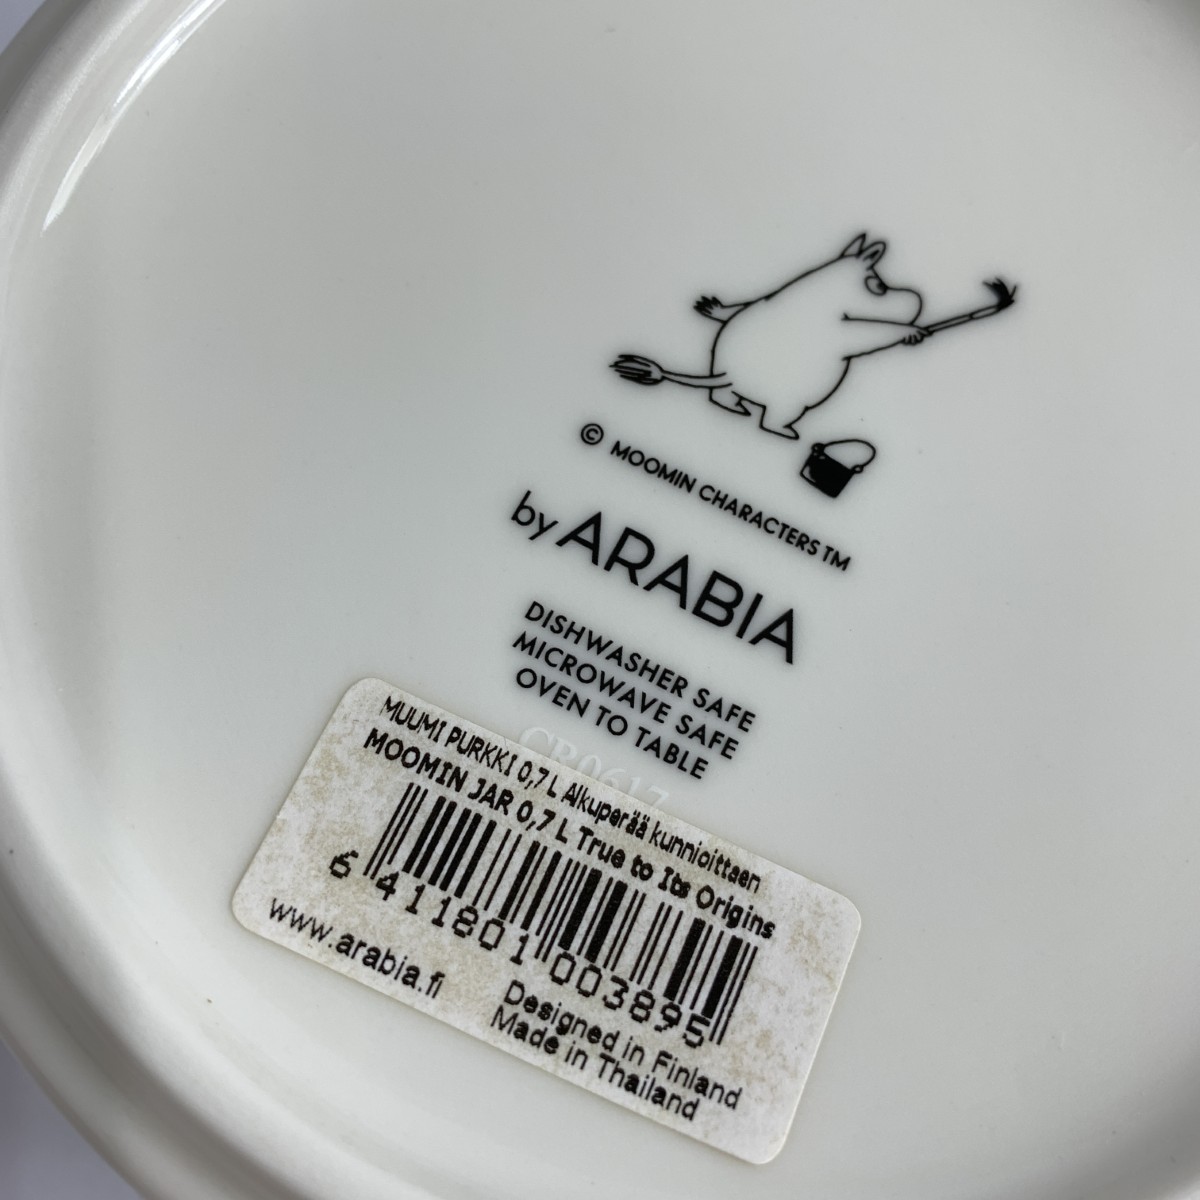 © MOOMIN CHARACTERS TM
by ARABIA
DISHWASHER SAFE
MICROWAVE SAFE
OVEN TO TABLE
CR0617
MUUMI PURKKI 0,7 L Alkuperää kunnioittaen
MOOMIN JAR 0,7 L True to Its Origins
6 411801 003895
www.arabia.fi
Designed in Finland
Made in Thailand